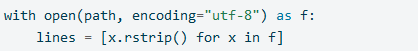 with open(path, encoding="utf-8") as f:
    lines = [x.rstrip() for x in f]